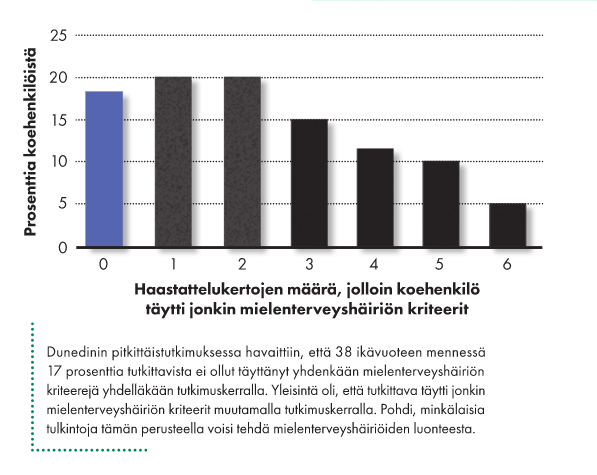 25
20
15
10
5
0
Prosenttia koehenkilöistä
0 1 2 3 4 5 6
Haastattelukertojen määrä, jolloin koehenkilö
täytti jonkin mielenterveyshäiriön kriteerit
Dunedinin pitkittäistutkimuksessa havaittiin, että 38 ikävuoteen mennessä
17 prosenttia tutkittavista ei ollut täyttänyt yhdenkään mielenterveyshäiriön
kriteerejä yhdelläkään tutkimuskerralla. Yleisintä oli, että tutkittava täytti jonkin
mielenterveyshäiriön kriteerit muutamalla tutkimuskerralla. Pohdi, minkälaisia
tulkintoja tämän perusteella voisi tehdä mielenterveyshäiriöiden luonteesta.